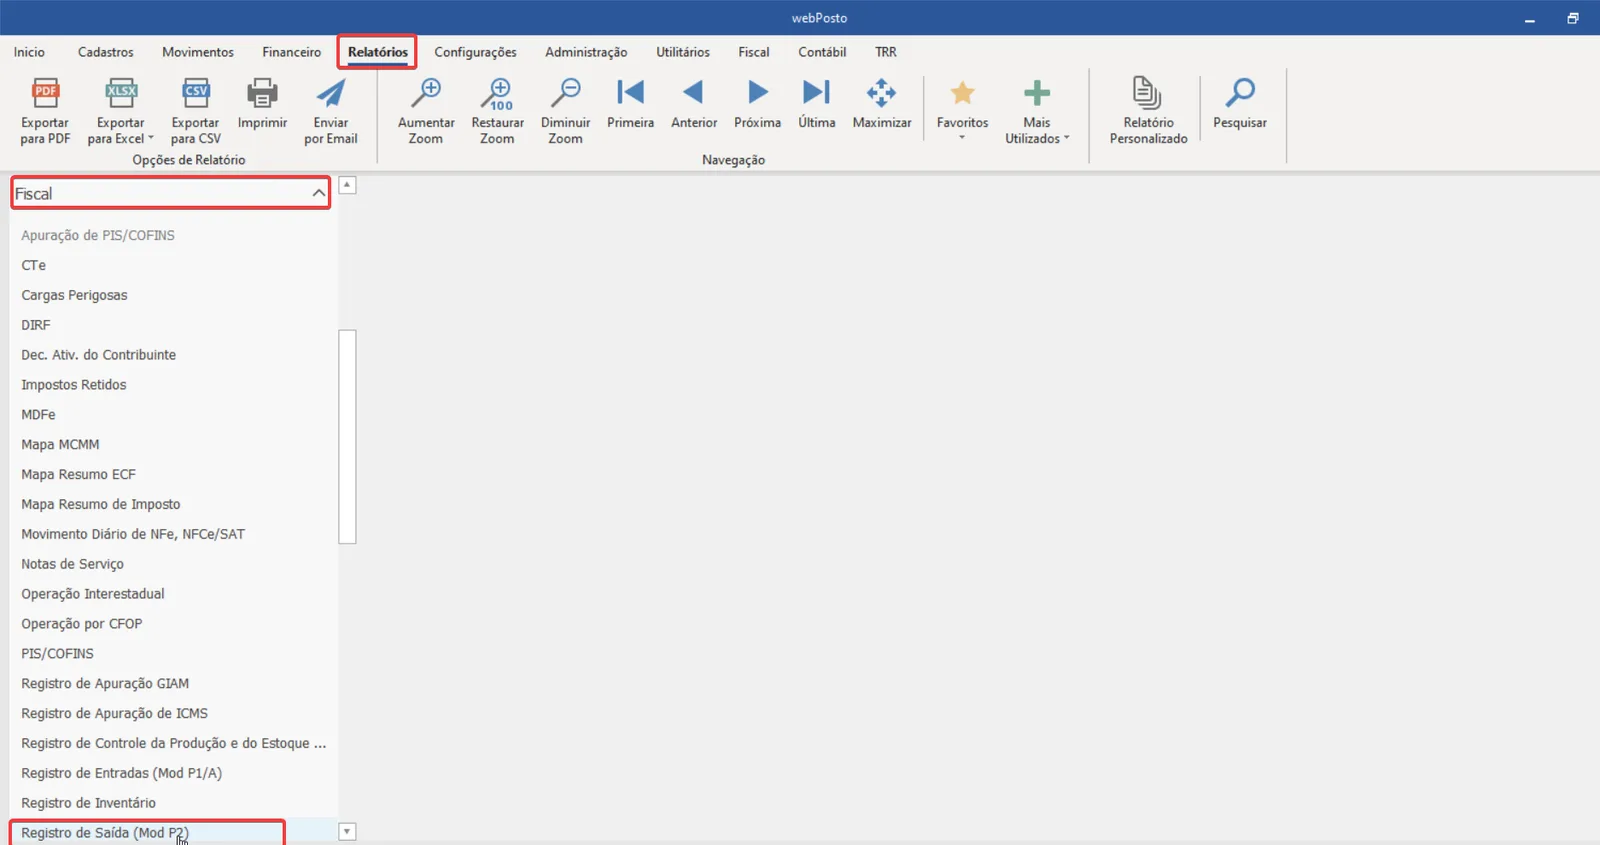 webPosto
Inicio Cadastros Movimentos Financeiro Relatórios Configurações Administração Utilitários Fiscal Contábil TRR
PDF XLSX CSV 100
Exportar para PDF
Exportar para Excel
Exportar para CSV
Imprimir
Enviar por Email
Aumentar Zoom
Restaurar Zoom
Diminuir Zoom
Primeira
Anterior
Próxima
Última
Maximizar
Favoritos
Mais Utilizados
Relatório Personalizado
Pesquisar
Opções de Relatório
Navegação
Fiscal
Apuração de PIS/COFINS
CTe
Cargas Perigosas
DIRF
Dec. Ativ. do Contribuinte
Impostos Retidos
MDFe
Mapa MCMM
Mapa Resumo ECF
Mapa Resumo de Imposto
Movimento Diário de NFe, NFCe/SAT
Notas de Serviço
Operação Interestadual
Operação por CFOP
PIS/COFINS
Registro de Apuração GIAM
Registro de Apuração de ICMS
Registro de Controle da Produção e do Estoque ...
Registro de Entradas (Mod P1/A)
Registro de Inventário
Registro de Saída (Mod P2)